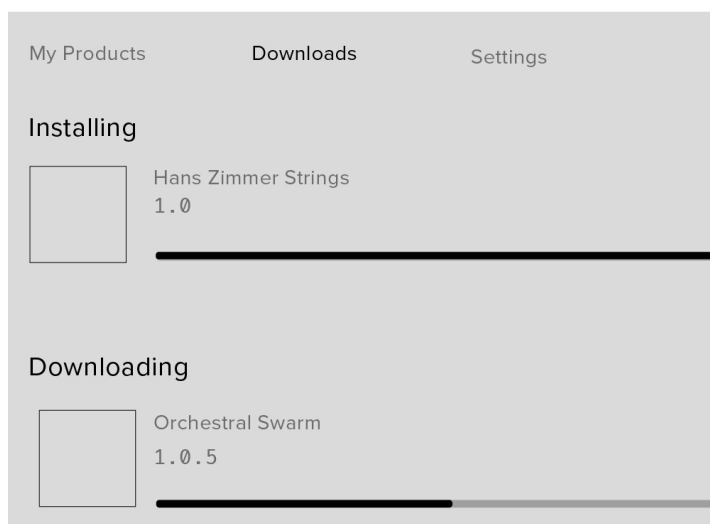 My Products Downloads Settings
Installing
Hans Zimmer Strings
1.0
Downloading
Orchestral Swarm
1.0.5